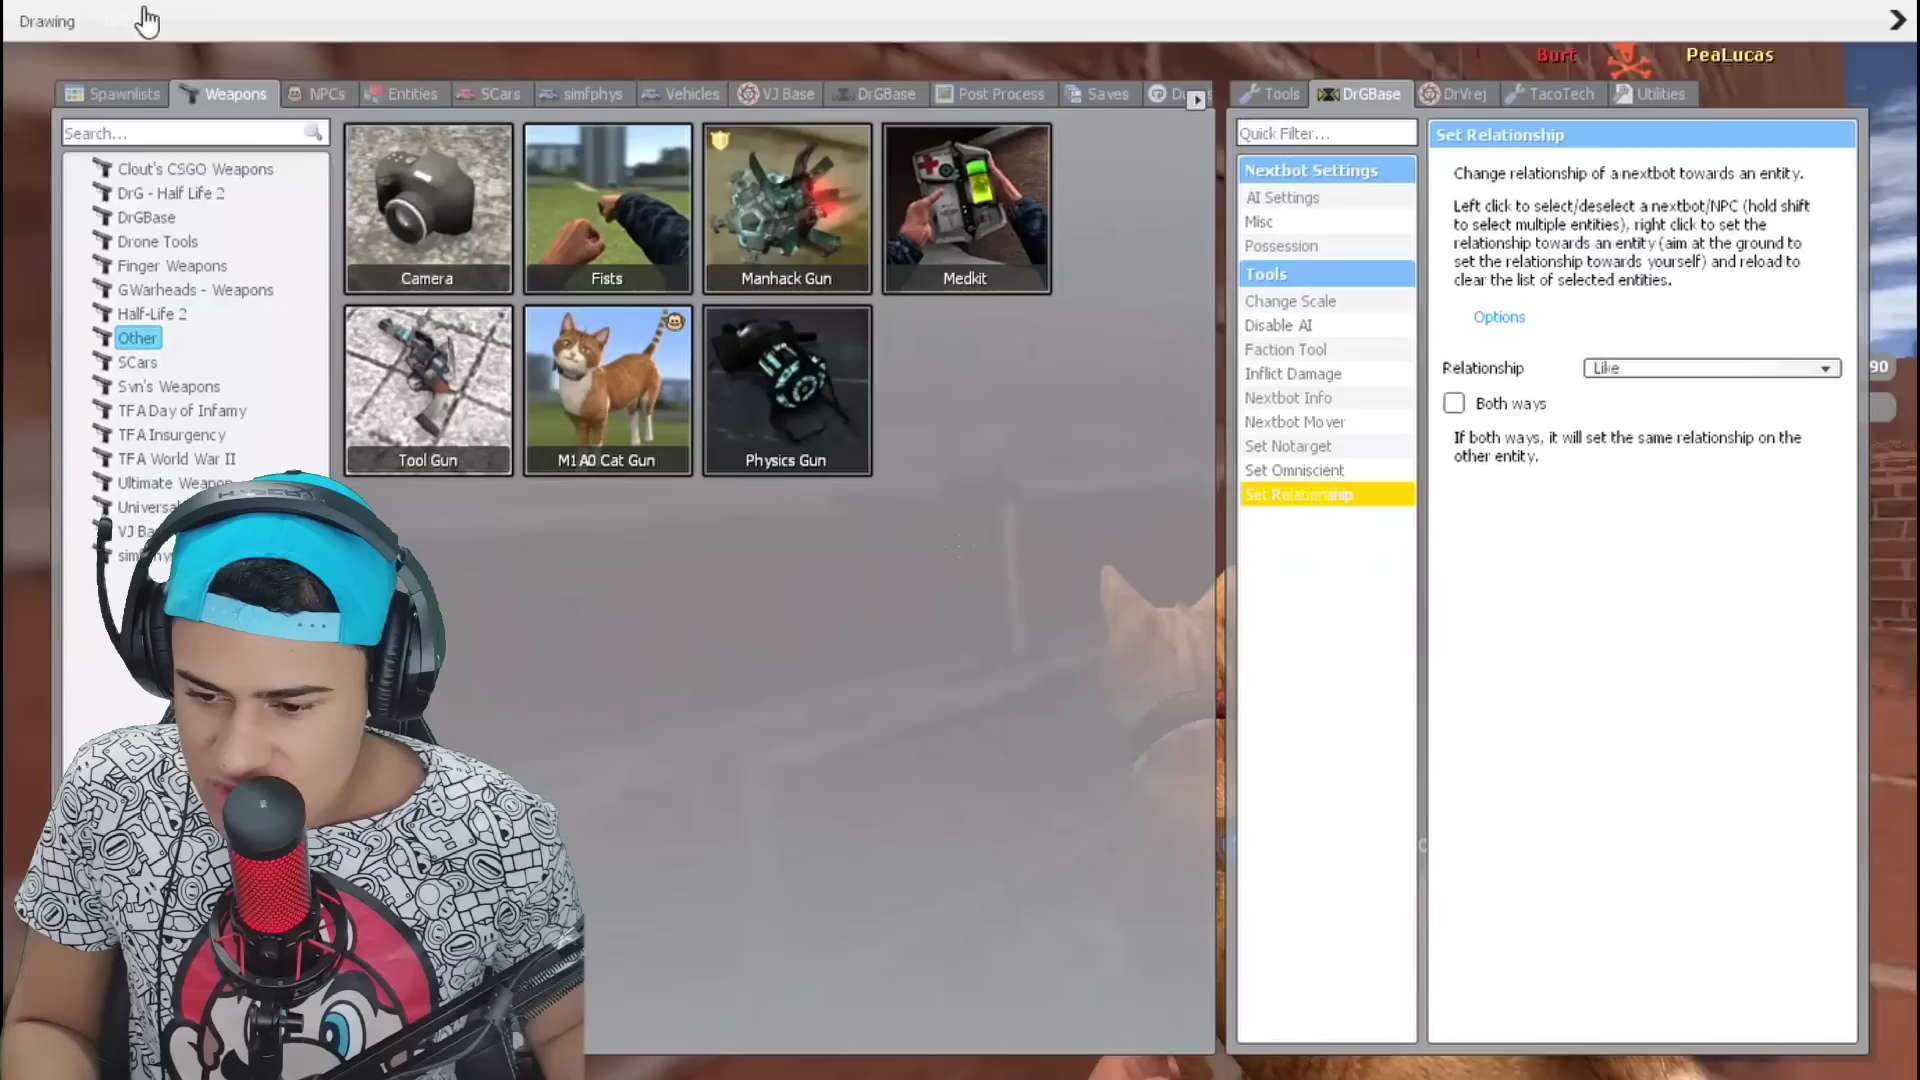 Drawing
Burt PeaLucas
Spawnlists Weapons NPCs Entities SCars simfphys Vehicles VJ Base DrGBase Post Process Saves
Search...
Clout's CSGO Weapons
DrG - Half Life 2
DrGBase
Drone Tools
Finger Weapons
GWarheads - Weapons
Half-Life 2
Other
SCars
Svn's Weapons
TFA Day of Infamy
TFA Insurgency
TFA World War II
Ultimate Weapon
Universal
VJ Ba
Camera
Fists
Manhack Gun
Medkit
Tool Gun
M1A0 Cat Gun
Physics Gun
Tools DrGBase DrVrej TacoTech Utilities
Quick Filter...
Nextbot Settings
AI Settings
Misc
Possession
Tools
Change Scale
Disable AI
Faction Tool
Inflict Damage
Nextbot Info
Nextbot Mover
Set Notarget
Set Omniscient
Set Relationship
Set Relationship
Change relationship of a nextbot towards an entity.
Left click to select/deselect a nextbot/NPC (hold shift
to select multiple entities), right click to set the
relationship towards an entity (aim at the ground to
set the relationship towards yourself) and reload to
clear the list of selected entities.
Options
Relationship Like
Both ways
If both ways, it will set the same relationship on the
other entity.
90